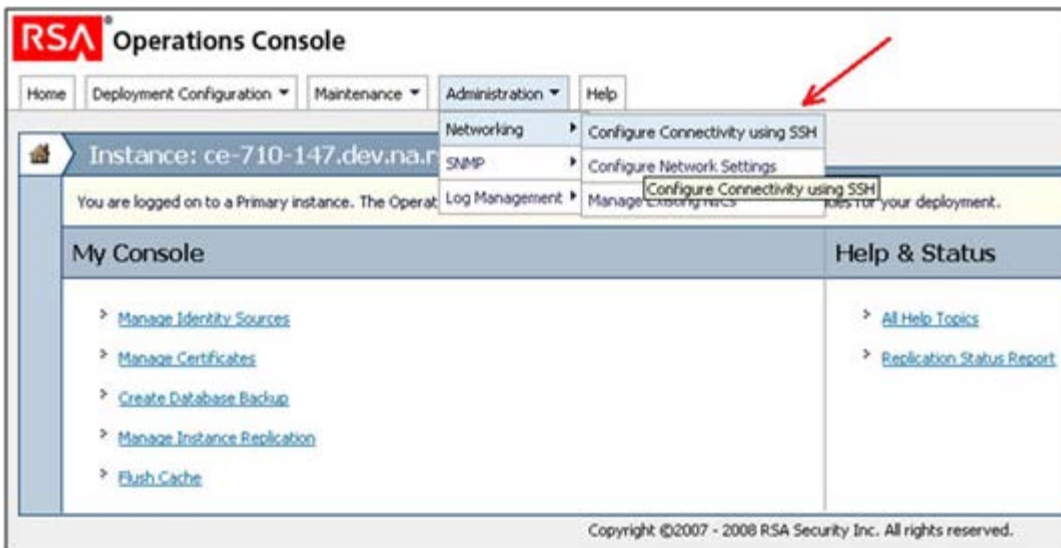 RSA Operations Console
Home Deployment Configuration Maintenance Administration Help
Networking Configure Connectivity using SSH
Instance: ce-710-147.dev.na.r
SNMP Configure Network Settings
Configure Connectivity using SSH
You are logged on to a Primary instance. The Operat Log Management Manage Existing NICs for your deployment.
My Console Help & Status
Manage Identity Sources All Help Topics
Manage Certificates Replication Status Report
Create Database Backup
Manage Instance Replication
Flush Cache
Copyright ©2007 - 2008 RSA Security Inc. All rights reserved.